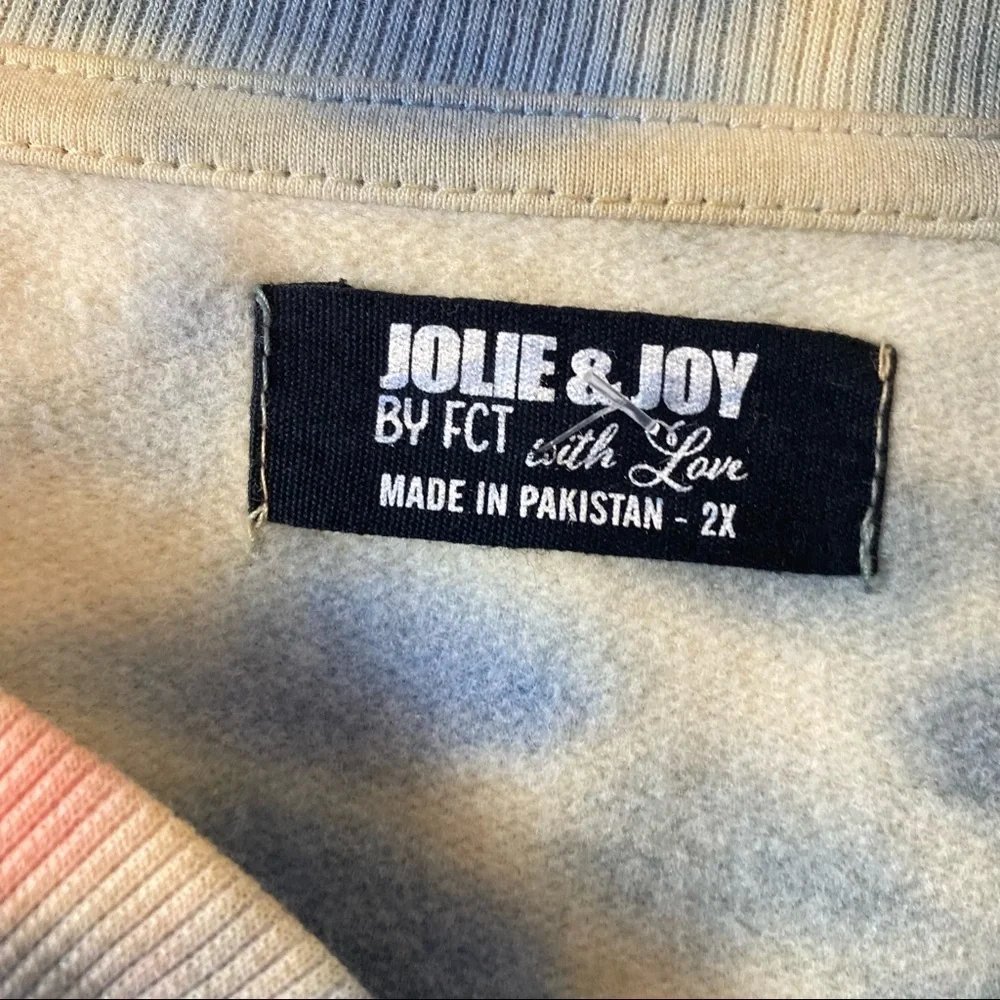 JOLIE & JOY
BY FCT with Love
MADE IN PAKISTAN - 2X